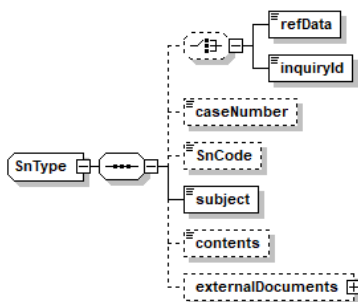 refData
inquiryId
caseNumber
SnCode
SnType
subject
contents
externalDocuments